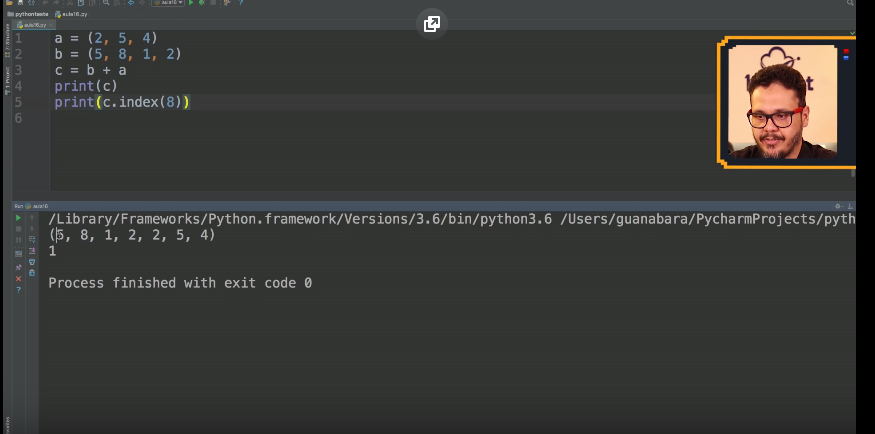 aula16
pythonteste aula16.py
aula16.py
1 a = (2, 5, 4)
2 b = (5, 8, 1, 2)
3 c = b + a
4 print(c)
5 print(c.index(8))
6
Run aula16
/Library/Frameworks/Python.framework/Versions/3.6/bin/python3.6 /Users/guanabara/PycharmProjects/pyth
(5, 8, 1, 2, 2, 5, 4)
1
Process finished with exit code 0